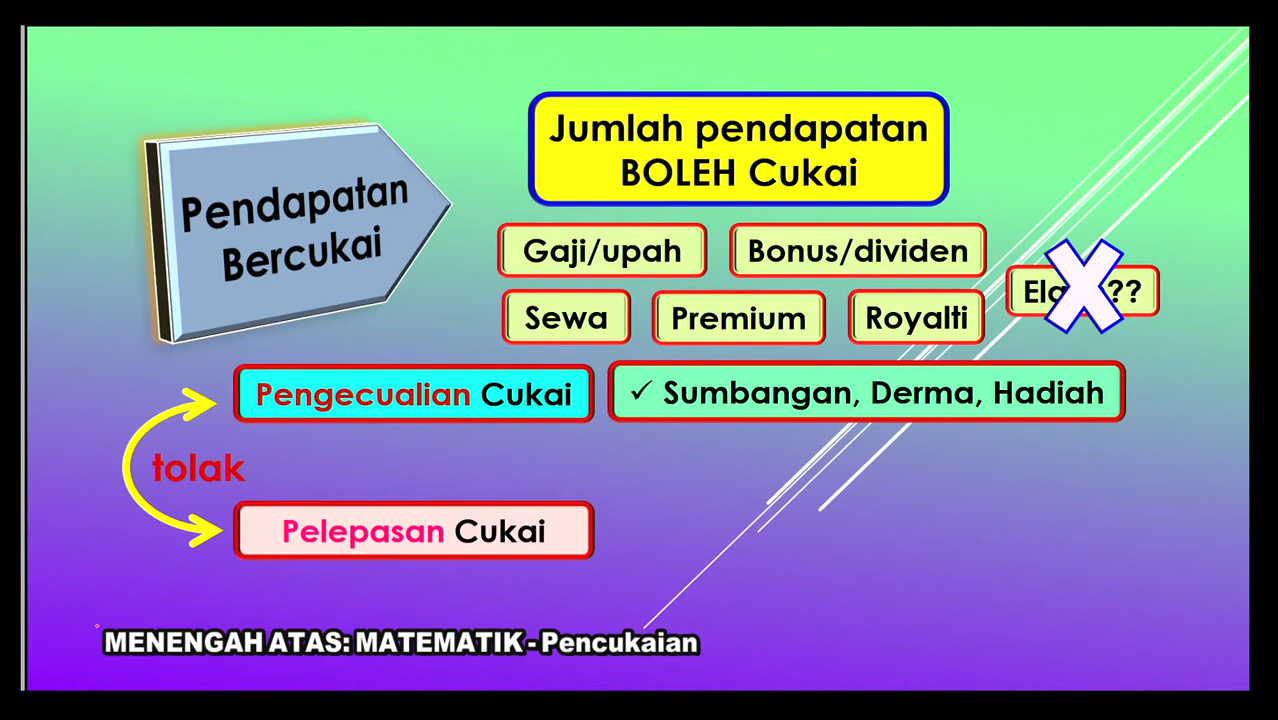 Pendapatan
Bercukai
Jumlah pendapatan
BOLEH Cukai
Gaji/upah
Bonus/dividen
??
Sewa
Premium
Royalti
Pengecualian Cukai
✓ Sumbangan, Derma, Hadiah
tolak
Pelepasan Cukai
MENENGAH ATAS: MATEMATIK - Pencukaian